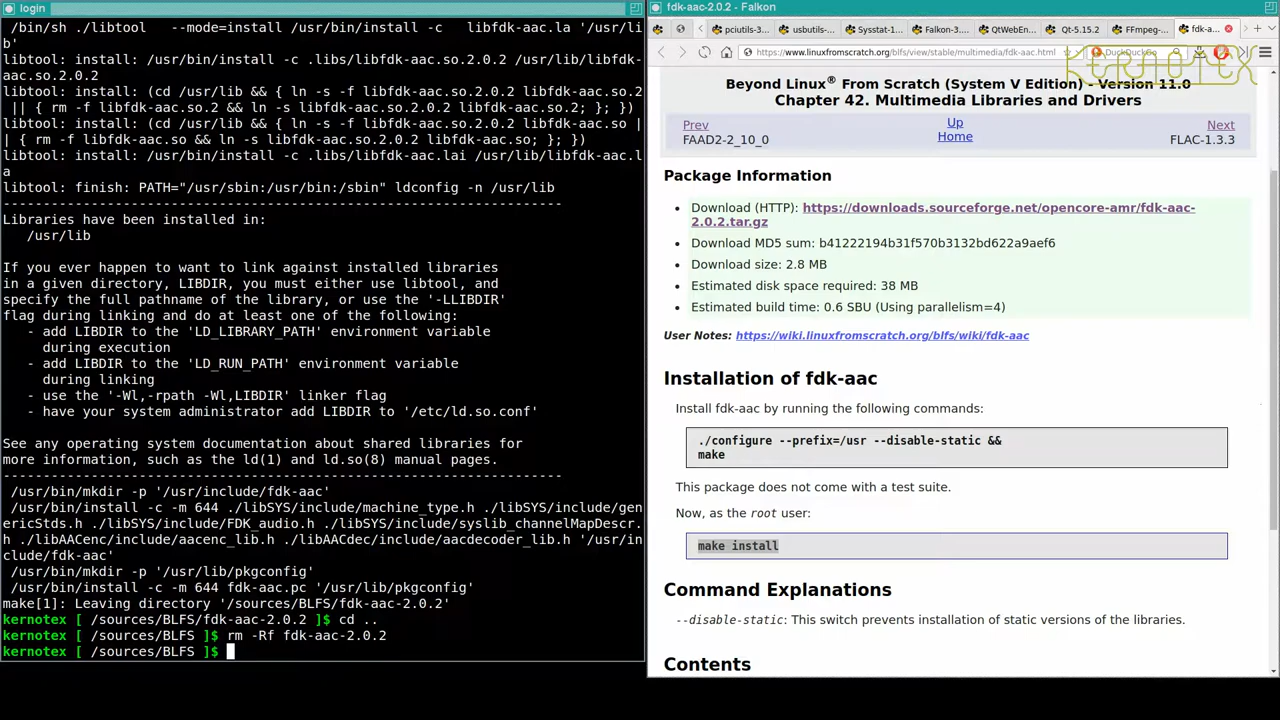 login
/bin/sh ./libtool   --mode=install /usr/bin/install -c   libfdk-aac.la '/usr/li
b'
libtool: install: /usr/bin/install -c .libs/libfdk-aac.so.2.0.2 /usr/lib/libfdk-
aac.so.2.0.2
libtool: install: (cd /usr/lib && { ln -s -f libfdk-aac.so.2.0.2 libfdk-aac.so.2
|| { rm -f libfdk-aac.so.2 && ln -s libfdk-aac.so.2.0.2 libfdk-aac.so.2; }; })
libtool: install: (cd /usr/lib && { ln -s -f libfdk-aac.so.2.0.2 libfdk-aac.so |
| { rm -f libfdk-aac.so && ln -s libfdk-aac.so.2.0.2 libfdk-aac.so; }; })
libtool: install: /usr/bin/install -c .libs/libfdk-aac.lai /usr/lib/libfdk-aac.l
a
libtool: finish: PATH="/usr/sbin:/usr/bin:/sbin" ldconfig -n /usr/lib
----------------------------------------------------------------------
Libraries have been installed in:
   /usr/lib
If you ever happen to want to link against installed libraries
in a given directory, LIBDIR, you must either use libtool, and
specify the full pathname of the library, or use the '-LLIBDIR'
flag during linking and do at least one of the following:
   - add LIBDIR to the 'LD_LIBRARY_PATH' environment variable
     during execution
   - add LIBDIR to the 'LD_RUN_PATH' environment variable
     during linking
   - use the '-Wl,-rpath -Wl,LIBDIR' linker flag
   - have your system administrator add LIBDIR to '/etc/ld.so.conf'
See any operating system documentation about shared libraries for
more information, such as the ld(1) and ld.so(8) manual pages.
----------------------------------------------------------------------
/usr/bin/mkdir -p '/usr/include/fdk-aac'
/usr/bin/install -c -m 644 ./libSYS/include/machine_type.h ./libSYS/include/gen
ericStds.h ./libSYS/include/FDK_audio.h ./libSYS/include/syslib_channelMapDescr.
h ./libAACenc/include/aacenc_lib.h ./libAACdec/include/aacdecoder_lib.h '/usr/in
clude/fdk-aac'
/usr/bin/mkdir -p '/usr/lib/pkgconfig'
/usr/bin/install -c -m 644 fdk-aac.pc '/usr/lib/pkgconfig'
make[1]: Leaving directory '/sources/BLFS/fdk-aac-2.0.2'
kernotex [ /sources/BLFS/fdk-aac-2.0.2 ]$ cd ..
kernotex [ /sources/BLFS ]$ rm -Rf fdk-aac-2.0.2
kernotex [ /sources/BLFS ]$
fdk-aac-2.0.2 - Falkon
pciutils-3... usbutils-... Sysstat-1... Falkon-3.... QtWebEn... Qt-5.15.2 FFmpeg-... fdk-a...
https://www.linuxfromscratch.org/blfs/view/stable/multimedia/fdk-aac.html DuckDuckGo
KERNOTEX
Beyond Linux® From Scratch (System V Edition) - Version 11.0
Chapter 42. Multimedia Libraries and Drivers
Prev Up Next
FAAD2-2_10_0 Home FLAC-1.3.3
Package Information
• Download (HTTP): https://downloads.sourceforge.net/opencore-amr/fdk-aac-
2.0.2.tar.gz
• Download MD5 sum: b41222194b31f570b3132bd622a9aef6
• Download size: 2.8 MB
• Estimated disk space required: 38 MB
• Estimated build time: 0.6 SBU (Using parallelism=4)
User Notes: https://wiki.linuxfromscratch.org/blfs/wiki/fdk-aac
Installation of fdk-aac
Install fdk-aac by running the following commands:
./configure --prefix=/usr --disable-static &&
make
This package does not come with a test suite.
Now, as the root user:
make install
Command Explanations
--disable-static: This switch prevents installation of static versions of the libraries.
Contents